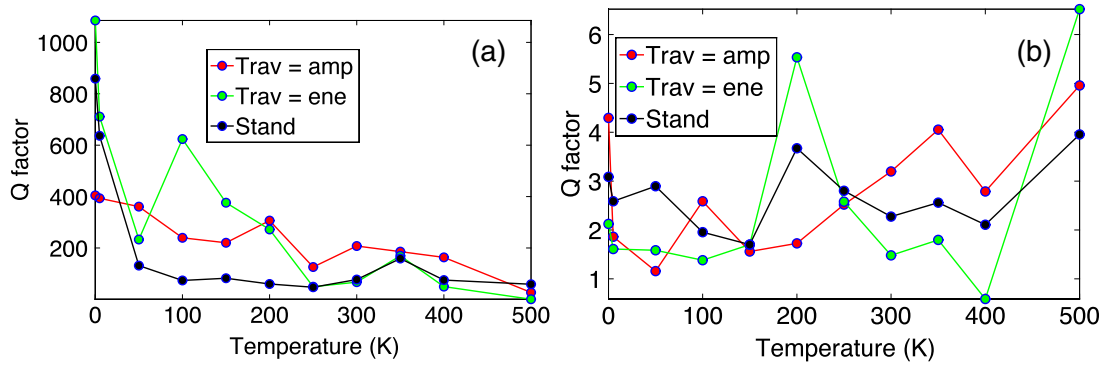 (a)
Trav = amp
Trav = ene
Stand
Q factor
1000
800
600
400
200
0 100 200 300 400 500
Temperature (K)
(b)
Trav = amp
Trav = ene
Stand
Q factor
6
5
4
3
2
1
0 100 200 300 400 500
Temperature (K)